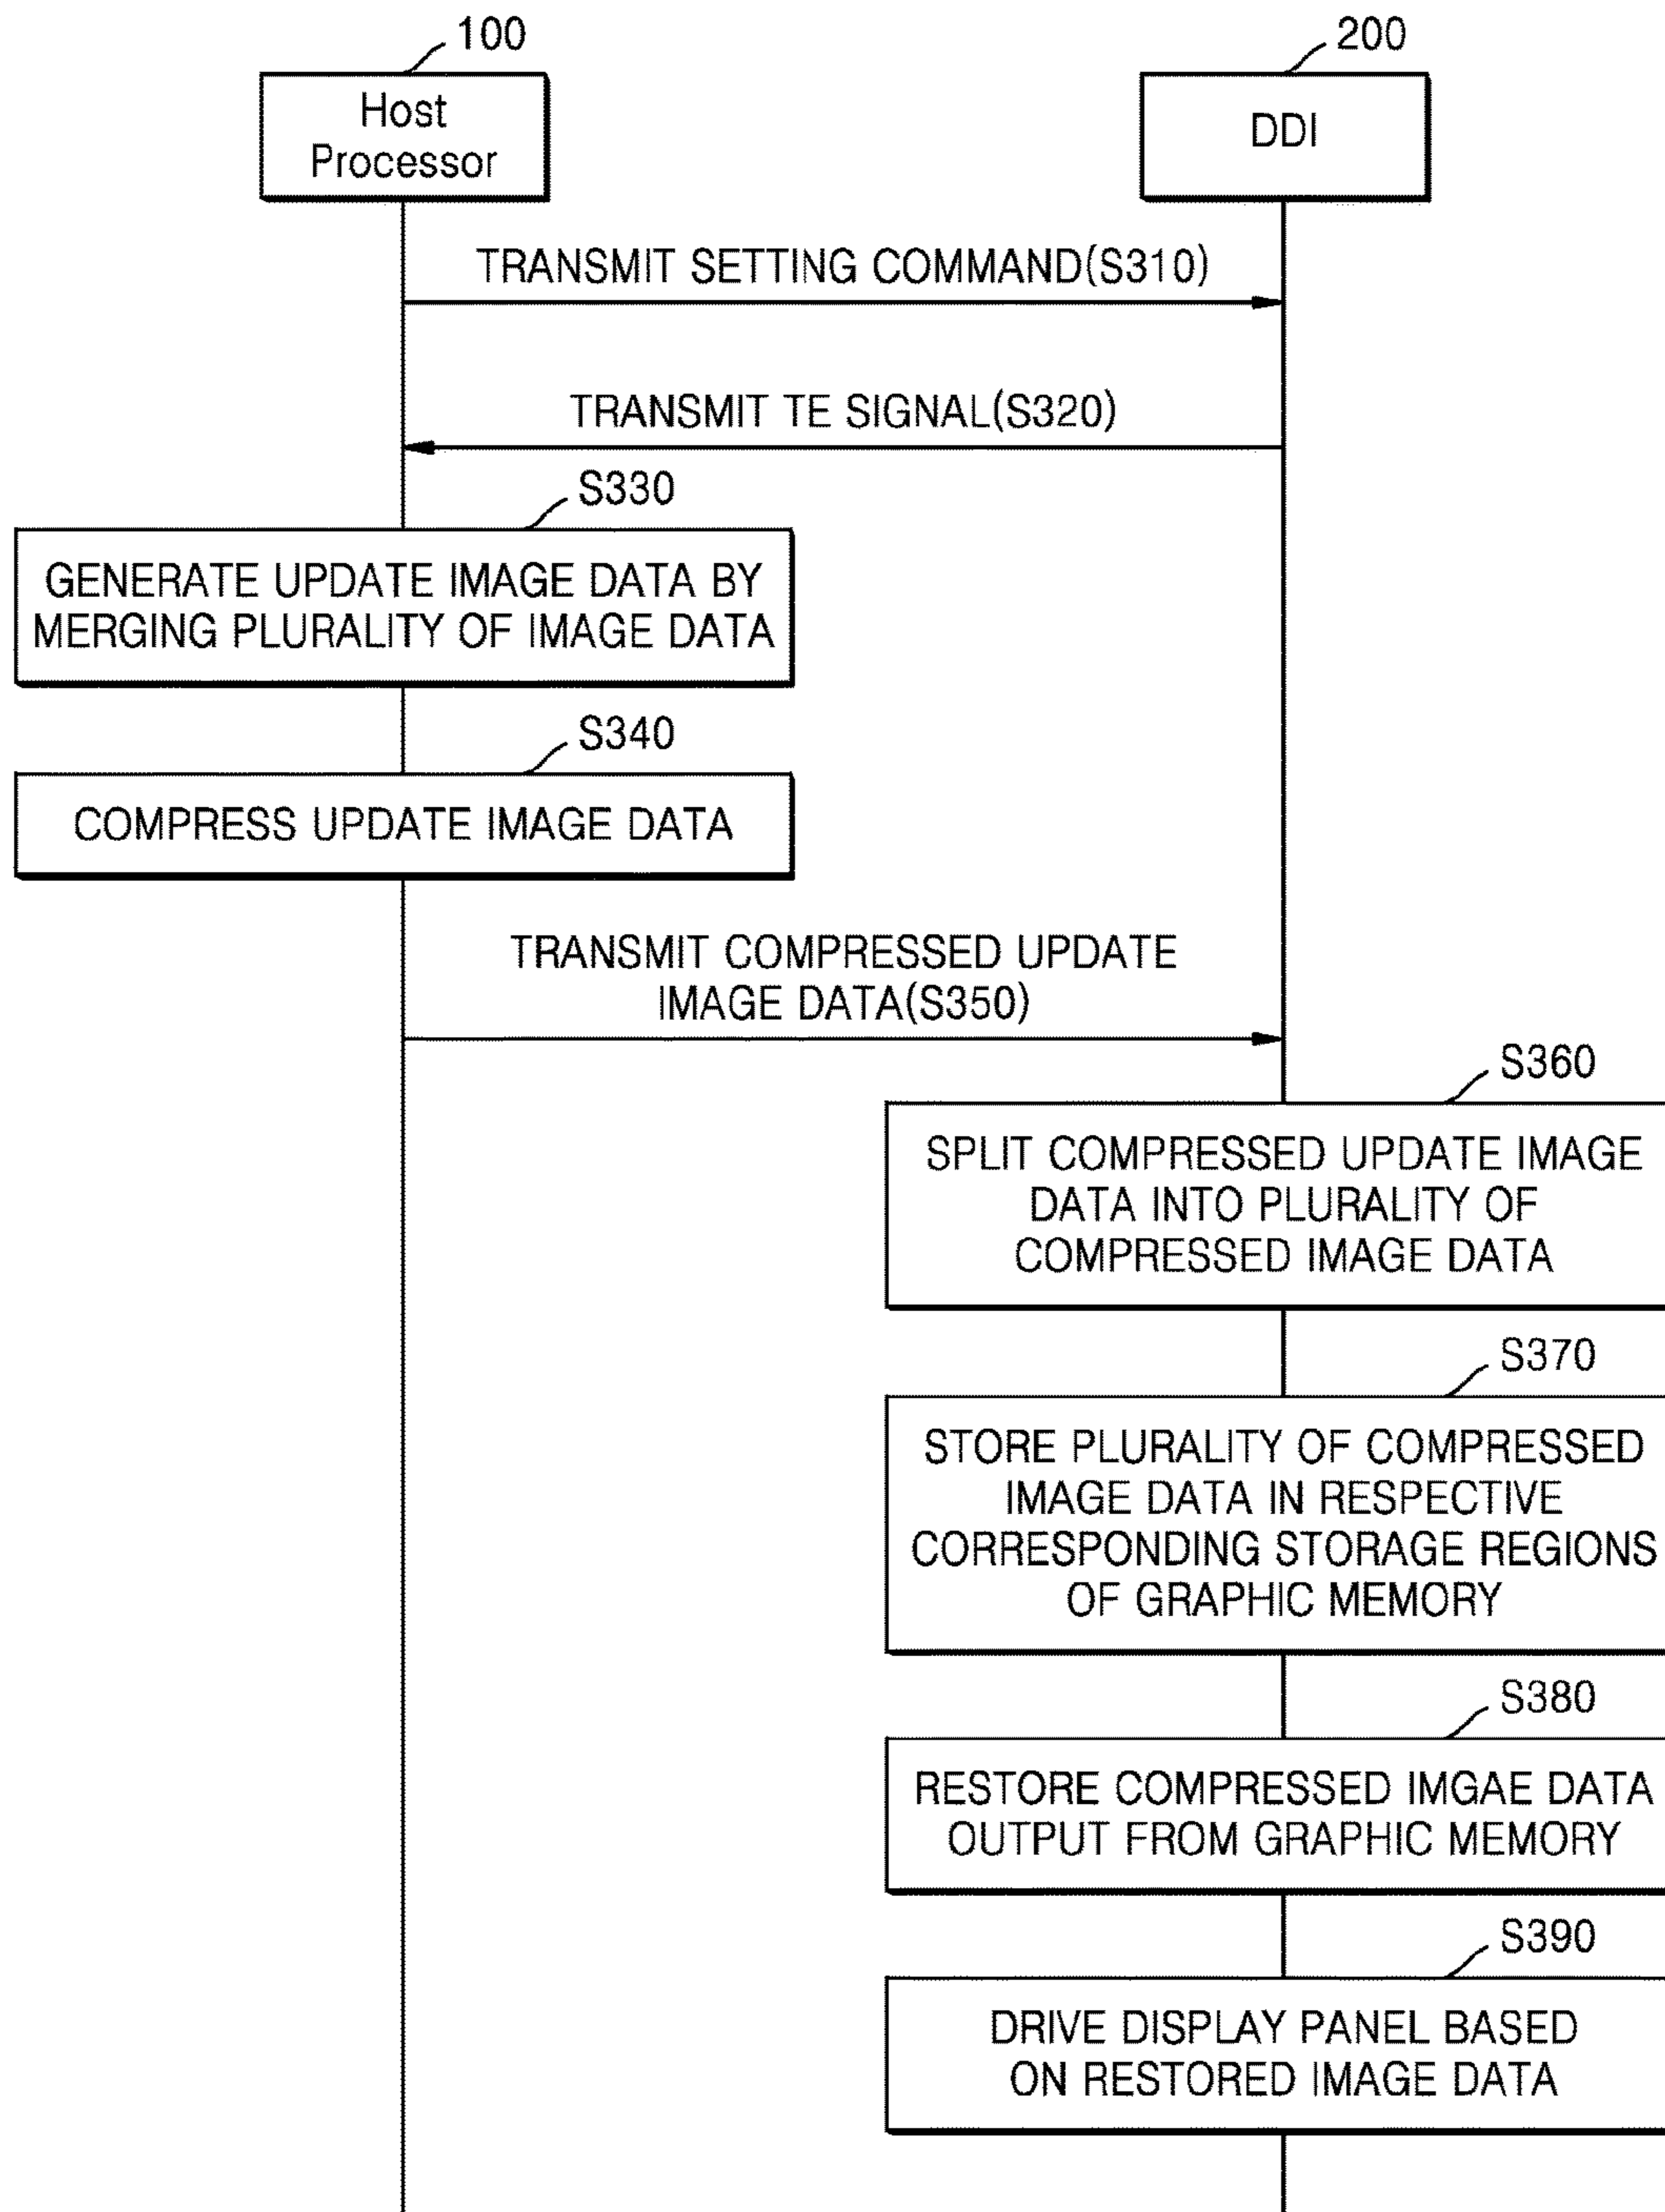 100
200
Host
Processor
DDI
TRANSMIT SETTING COMMAND(S310)
TRANSMIT TE SIGNAL(S320)
S330
GENERATE UPDATE IMAGE DATA BY
MERGING PLURALITY OF IMAGE DATA
S340
COMPRESS UPDATE IMAGE DATA
TRANSMIT COMPRESSED UPDATE
IMAGE DATA(S350)
S360
SPLIT COMPRESSED UPDATE IMAGE
DATA INTO PLURALITY OF
COMPRESSED IMAGE DATA
S370
STORE PLURALITY OF COMPRESSED
IMAGE DATA IN RESPECTIVE
CORRESPONDING STORAGE REGIONS
OF GRAPHIC MEMORY
S380
RESTORE COMPRESSED IMGAE DATA
OUTPUT FROM GRAPHIC MEMORY
S390
DRIVE DISPLAY PANEL BASED
ON RESTORED IMAGE DATA